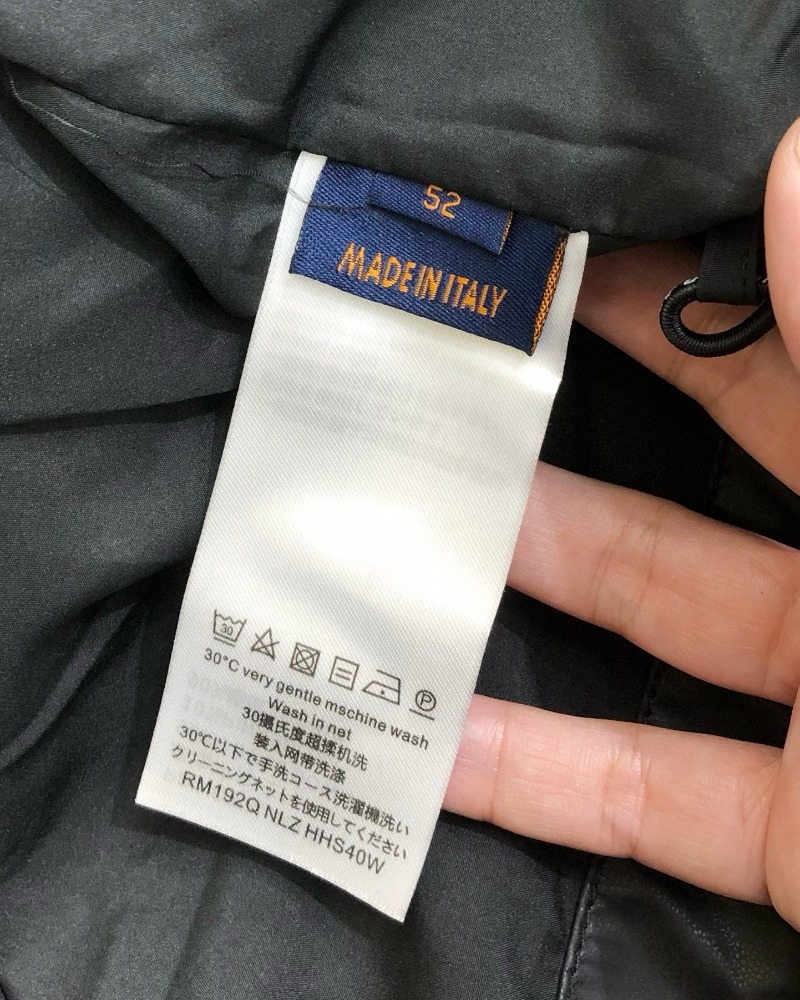 52
MADE IN ITALY
30
P
30°C very gentle mschine wash
Wash in net
30摄氏度超揉机洗
装入网带洗涤
30℃以下で手洗コース洗濯機洗い
クリーニングネットを使用してください
RM192Q NLZ HHS40W